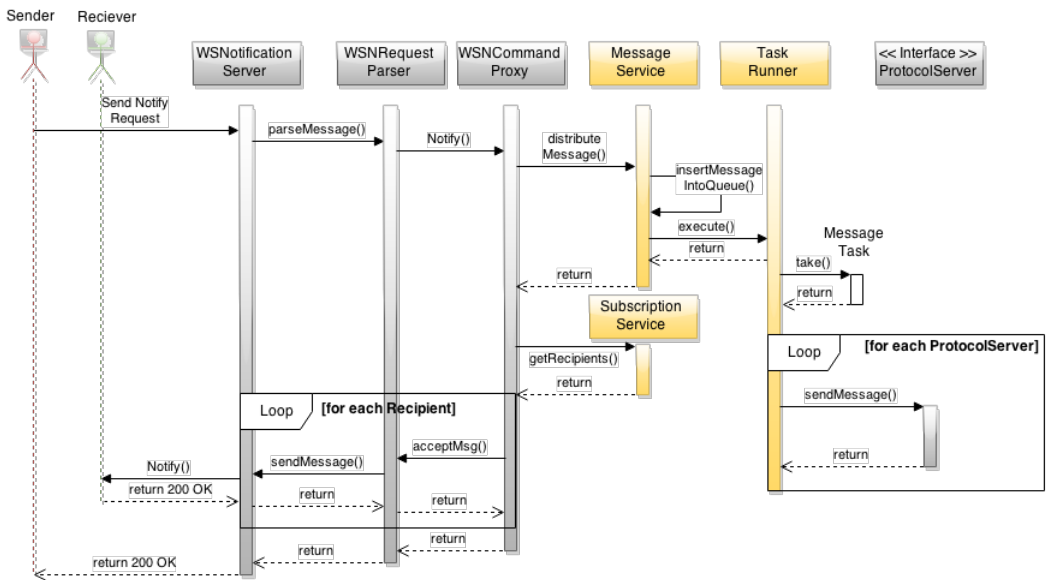 Sender
Reciever
WSNotification
Server
WSNRequest
Parser
WSNCommand
Proxy
Message
Service
Task
Runner
<< Interface >>
ProtocolServer
Send Notify
Request
parseMessage()
Notify()
distribute
Message()
insertMessage
IntoQueue()
execute()
return
Message
Task
take()
return
return
Subscription
Service
Loop
[for each ProtocolServer]
getRecipients()
return
sendMessage()
Loop
[for each Recipient]
acceptMsg()
return
sendMessage()
Notify()
return 200 OK
return
return
return
return
return 200 OK